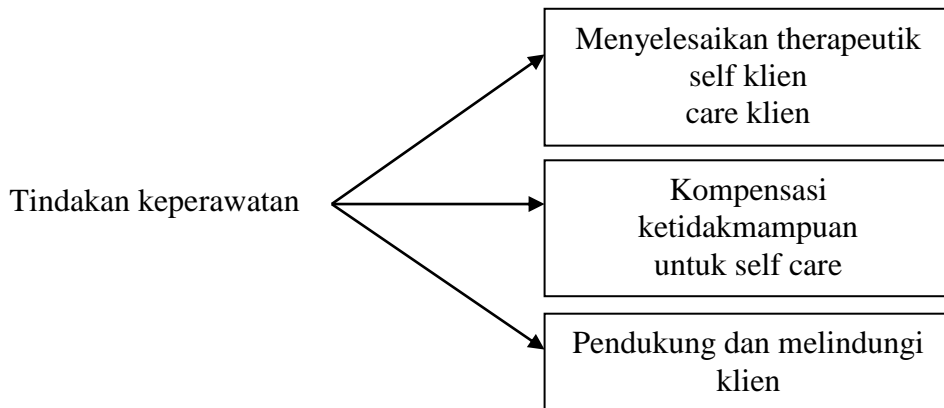 Menyelesaikan therapeutik
self klien
care klien
Tindakan keperawatan
Kompensasi
ketidakmampuan
untuk self care
Pendukung dan melindungi
klien